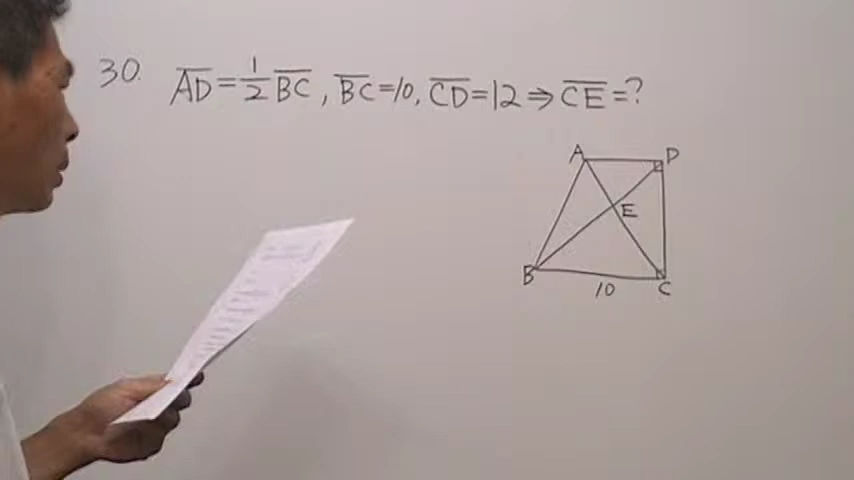 30. AD=1/2 BC, BC=10, CD=12 ⇒ CE=?
A D
E
B C
10